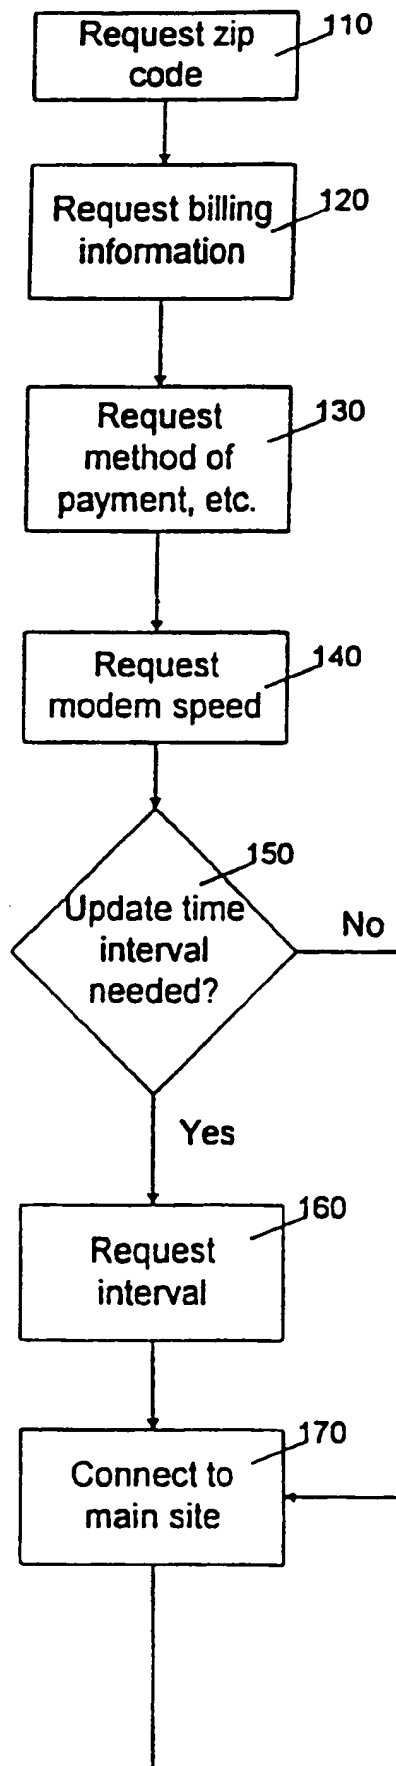 Request zip
code
110
Request billing
information
120
Request
method of
payment, etc.
130
Request
modem speed
140
150
Update time
interval
needed?
No
Yes
160
Request
interval
170
Connect to
main site